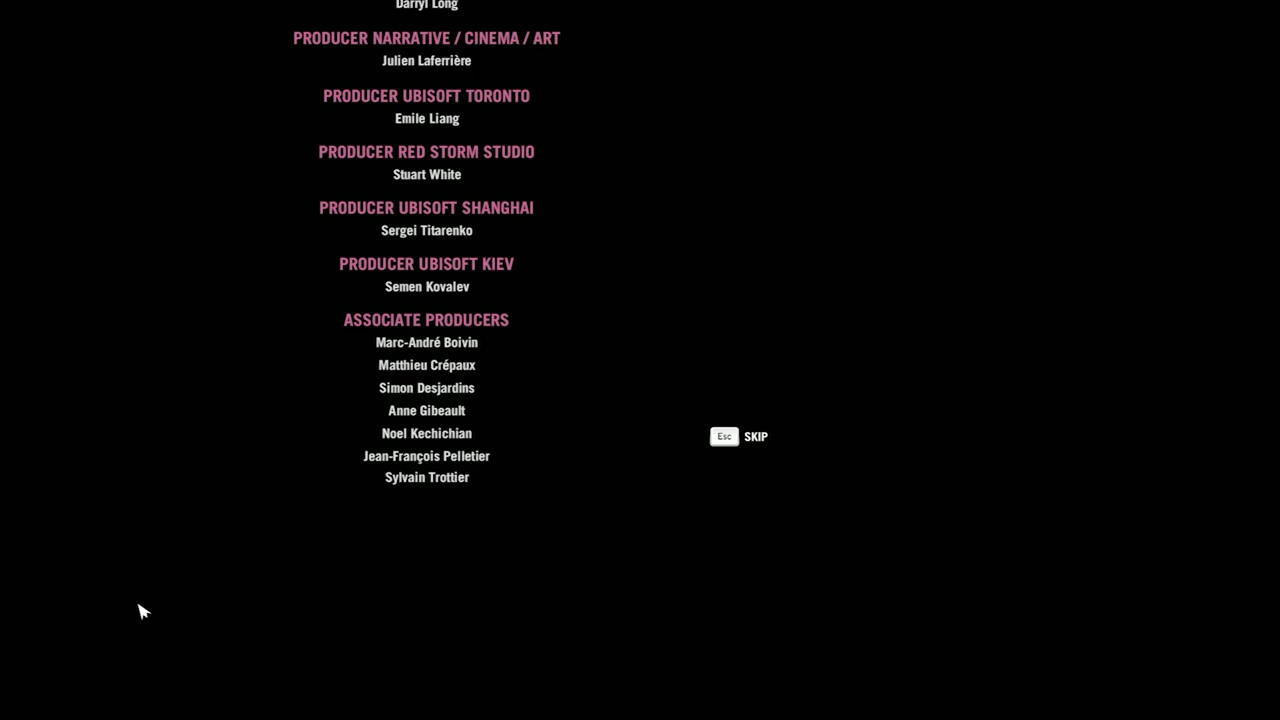 Darryl Long
PRODUCER NARRATIVE / CINEMA / ART
Julien Laferrière
PRODUCER UBISOFT TORONTO
Emile Liang
PRODUCER RED STORM STUDIO
Stuart White
PRODUCER UBISOFT SHANGHAI
Sergei Titarenko
PRODUCER UBISOFT KIEV
Semen Kovalev
ASSOCIATE PRODUCERS
Marc-André Boivin
Matthieu Crépaux
Simon Desjardins
Anne Gibeault
Noel Kechichian
Jean-François Pelletier
Sylvain Trottier
Esc SKIP